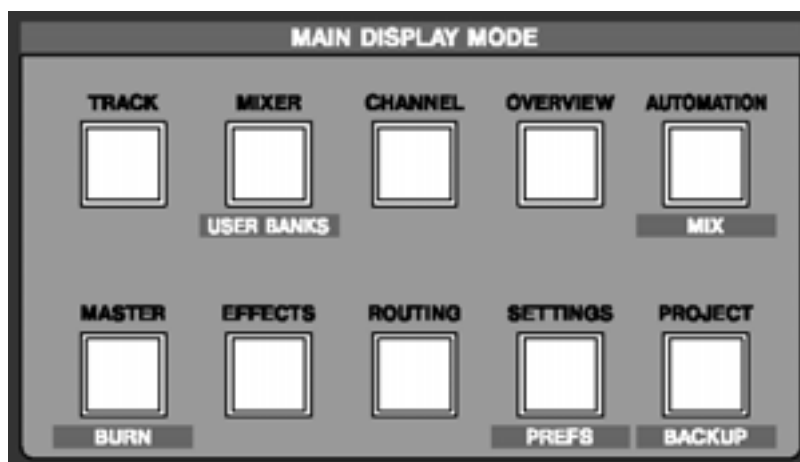 MAIN DISPLAY MODE
TRACK MIXER CHANNEL OVERVIEW AUTOMATION
USER BANKS MIX
MASTER EFFECTS ROUTING SETTINGS PROJECT
BURN PREFS BACKUP